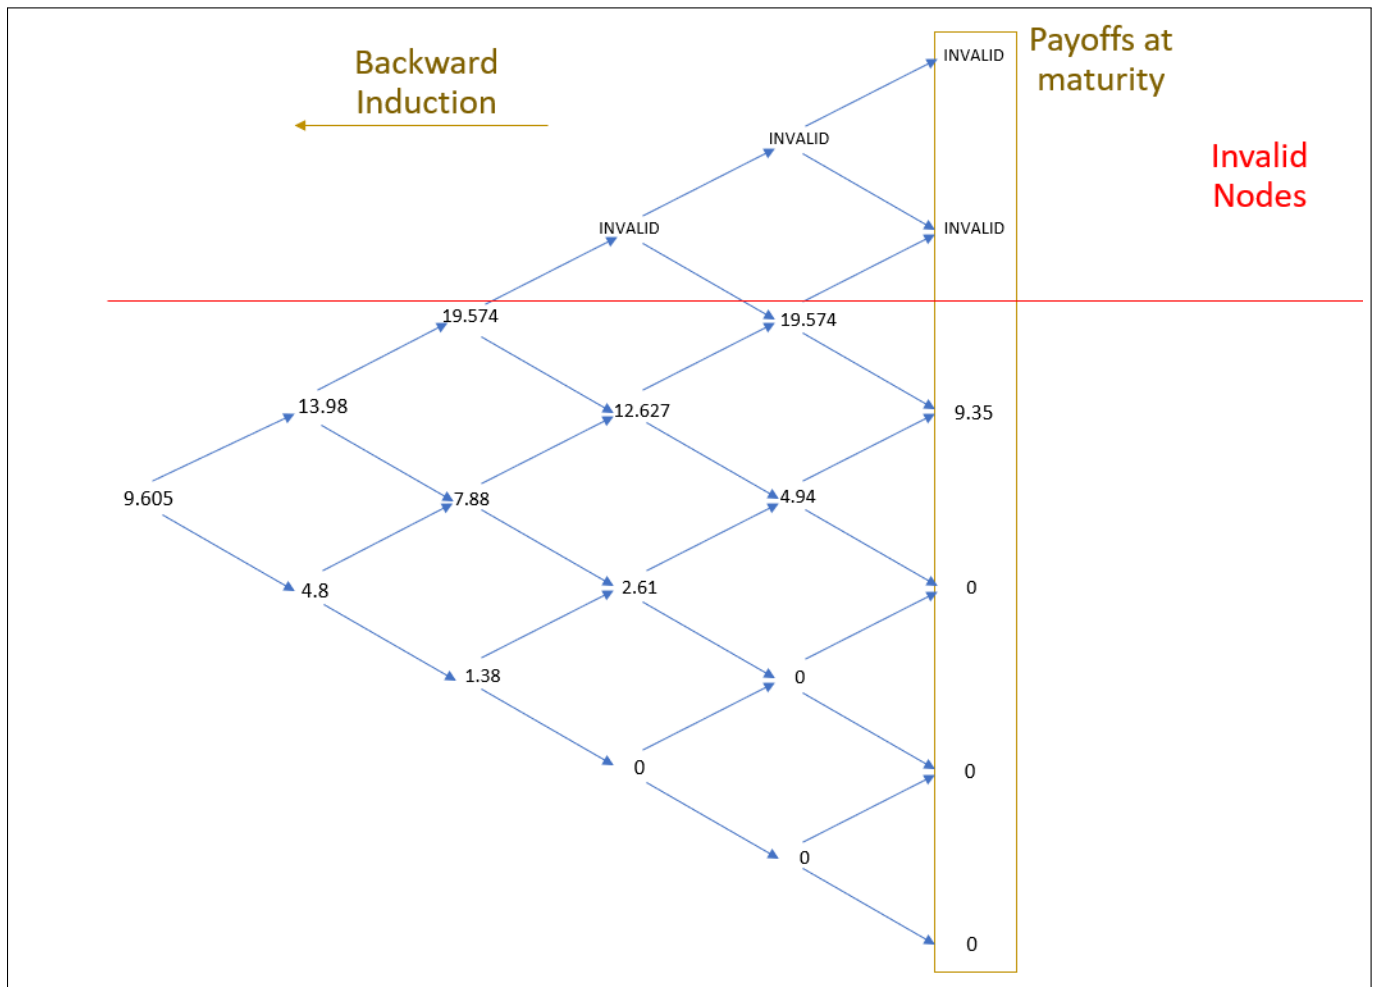 Payoffs at
maturity
Backward
Induction
INVALID
INVALID
Invalid
Nodes
INVALID
INVALID
19.574
19.574
13.98
12.627
9.35
9.605
7.88
4.94
4.8
2.61
0
1.38
0
0
0
0
0